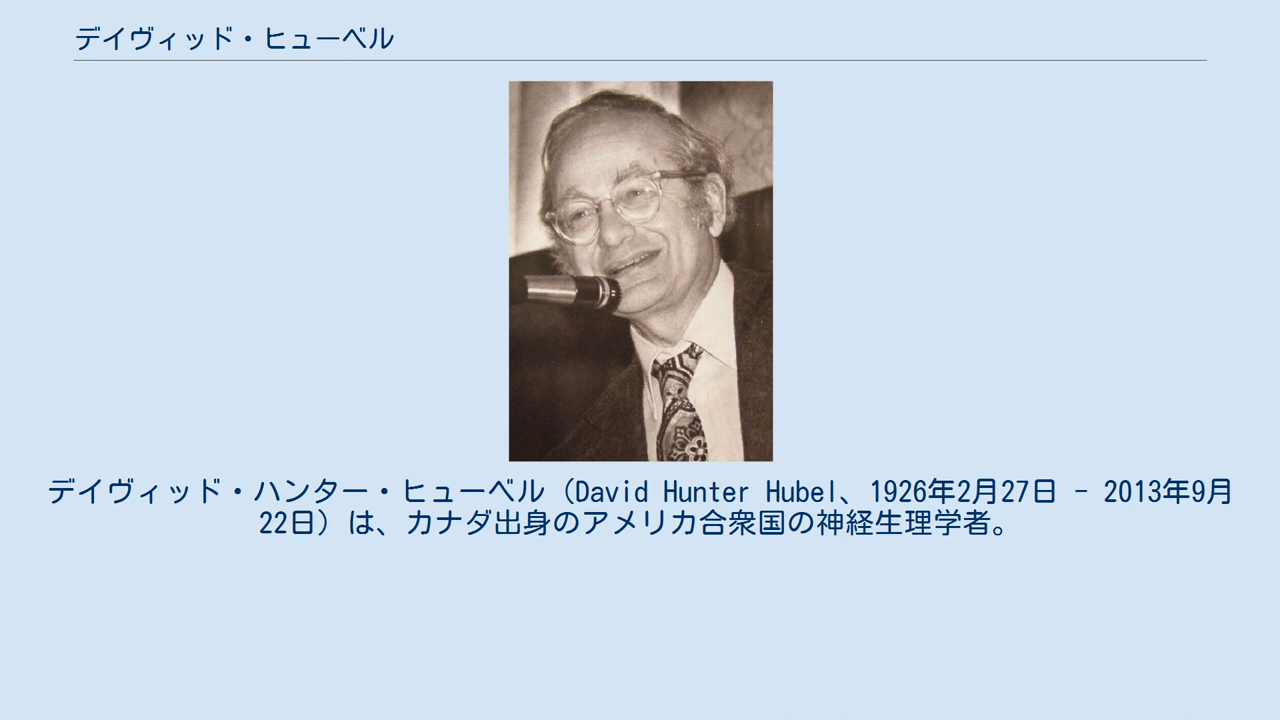 デイヴィッド・ヒューベル
デイヴィッド・ハンター・ヒューベル（David Hunter Hubel、1926年2月27日 - 2013年9月
22日）は、カナダ出身のアメリカ合衆国の神経生理学者。